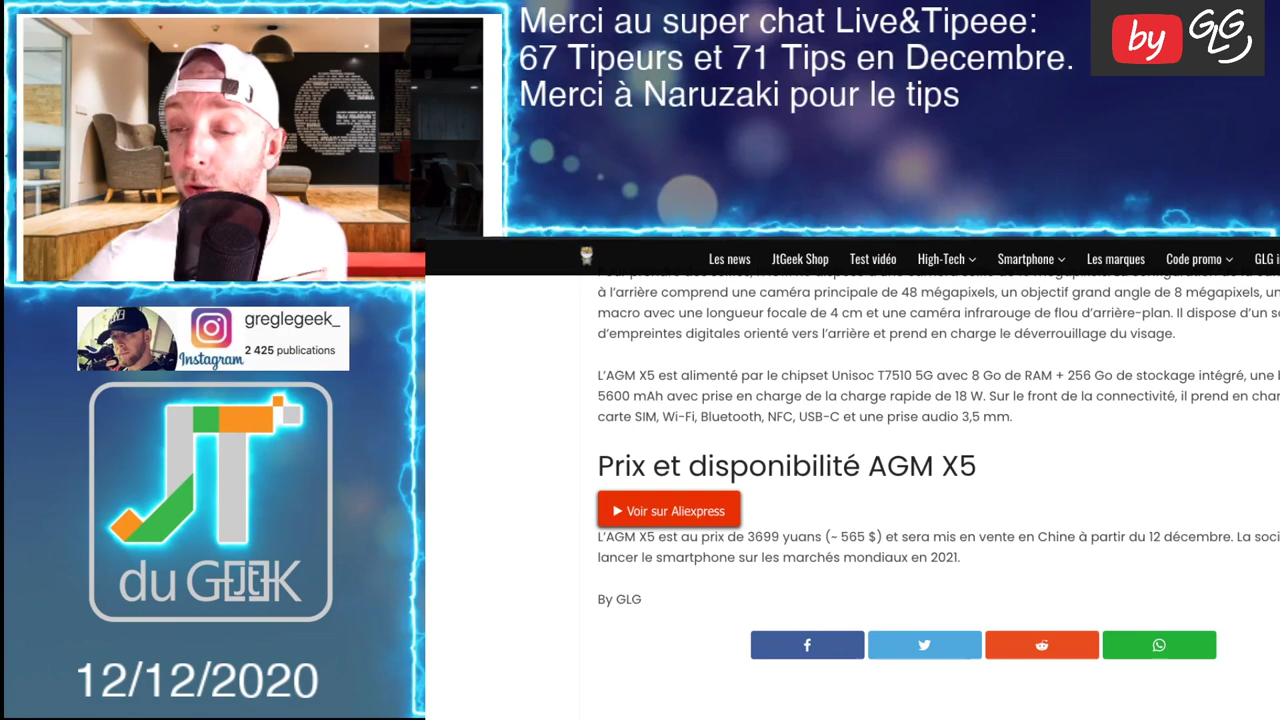 Merci au super chat Live&Tipeee:
67 Tipeurs et 71 Tips en Decembre.
Merci à Naruzaki pour le tips
by GLG
Les news JtGeek Shop Test vidéo High-Tech Smartphone Les marques Code promo GLG
à l’arrière comprend une caméra principale de 48 mégapixels, un objectif grand angle de 8 mégapixels,
macro avec une longueur focale de 4 cm et une caméra infrarouge de flou d’arrière-plan. Il dispose d’un
d’empreintes digitales orienté vers l’arrière et prend en charge le déverrouillage du visage.
L’AGM X5 est alimenté par le chipset Unisoc T7510 5G avec 8 Go de RAM + 256 Go de stockage intégré, une
5600 mAh avec prise en charge de la charge rapide de 18 W. Sur le front de la connectivité, il prend en
carte SIM, Wi-Fi, Bluetooth, NFC, USB-C et une prise audio 3,5 mm.
Prix et disponibilité AGM X5
Voir sur Aliexpress
L’AGM X5 est au prix de 3699 yuans (~ 565 $) et sera mis en vente en Chine à partir du 12 décembre. La
lancer le smartphone sur les marchés mondiaux en 2021.
By GLG
greglegeek_
2 425 publications
Instagram
JT
du GEEK
12/12/2020